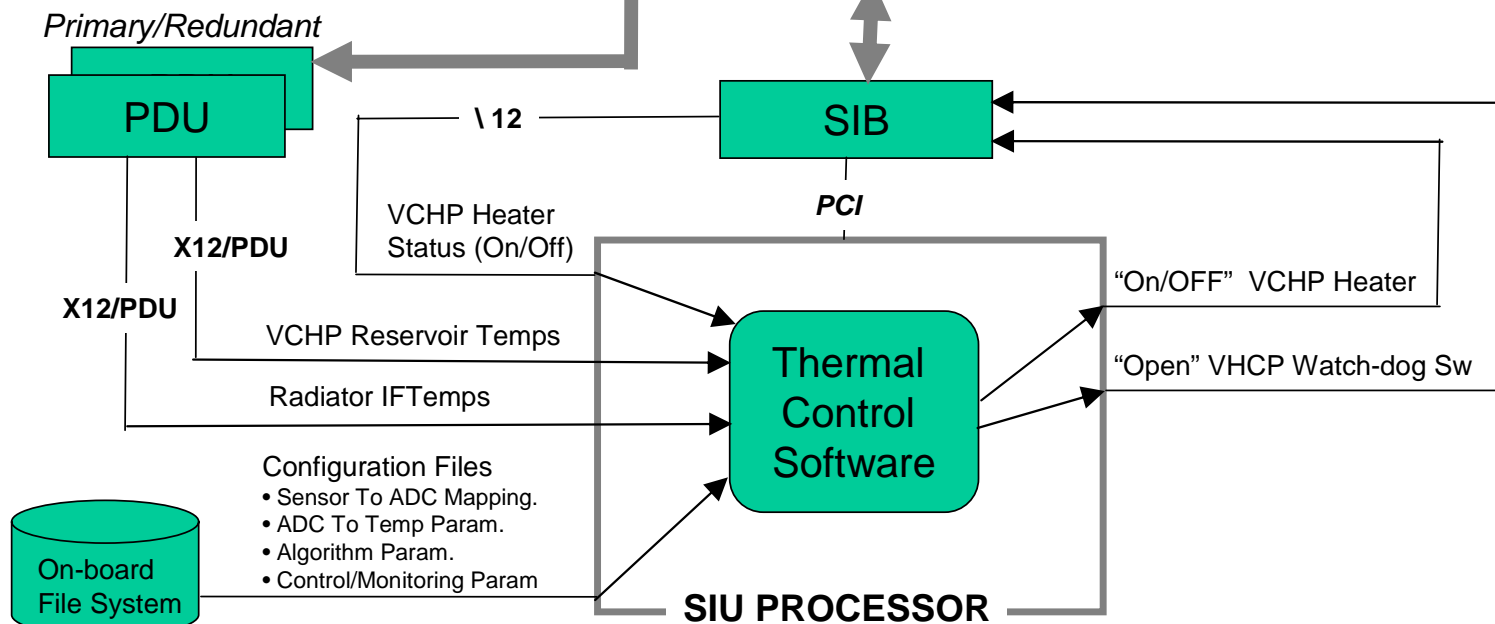 Primary/Redundant
PDU
\ 12
SIB
PCI
VCHP Heater
Status (On/Off)
X12/PDU
X12/PDU
"On/OFF" VCHP Heater
VCHP Reservoir Temps
"Open" VHCP Watch-dog Sw
Radiator IFTemps
Thermal
Control
Software
Configuration Files
• Sensor To ADC Mapping.
• ADC To Temp Param.
• Algorithm Param.
• Control/Monitoring Param
On-board
File System
SIU PROCESSOR